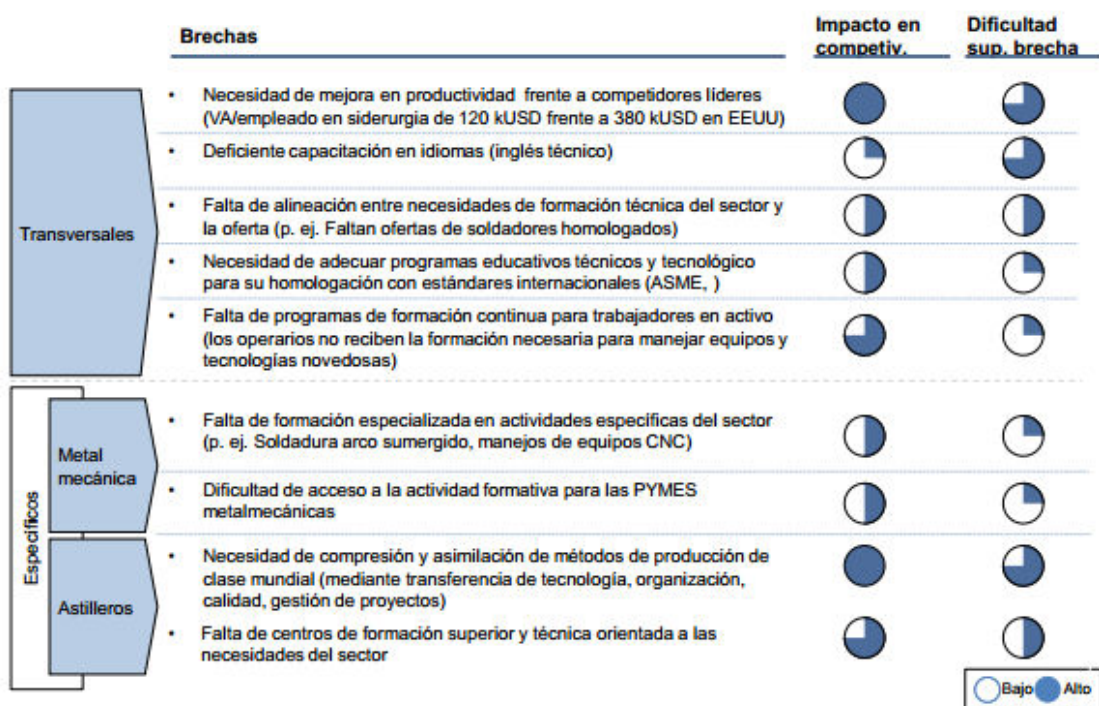 Brechas
Impacto en
competiv.
Dificultad
sup. brecha
Transversales
• Necesidad de mejora en productividad frente a competidores líderes
(VA/empleado en siderurgia de 120 kUSD frente a 380 kUSD en EEUU)
• Deficiente capacitación en idiomas (inglés técnico)
• Falta de alineación entre necesidades de formación técnica del sector y
la oferta (p. ej. Faltan ofertas de soldadores homologados)
• Necesidad de adecuar programas educativos técnicos y tecnológico
para su homologación con estándares internacionales (ASME, )
• Falta de programas de formación continua para trabajadores en activo
(los operarios no reciben la formación necesaria para manejar equipos y
tecnologías novedosas)
Específicos
Metal
mecánica
• Falta de formación especializada en actividades específicas del sector
(p. ej. Soldadura arco sumergido, manejos de equipos CNC)
• Dificultad de acceso a la actividad formativa para las PYMES
metalmecánicas
Astilleros
• Necesidad de compresión y asimilación de métodos de producción de
clase mundial (mediante transferencia de tecnología, organización,
calidad, gestión de proyectos)
• Falta de centros de formación superior y técnica orientada a las
necesidades del sector
Bajo Alto